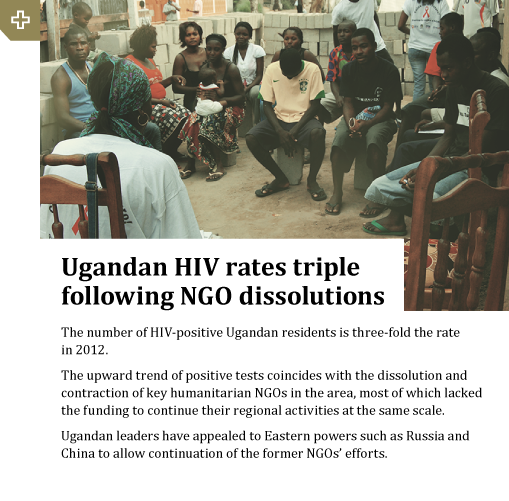 Ugandan HIV rates triple
following NGO dissolutions
The number of HIV-positive Ugandan residents is three-fold the rate
in 2012.
The upward trend of positive tests coincides with the dissolution and
contraction of key humanitarian NGOs in the area, most of which lacked
the funding to continue their regional activities at the same scale.
Ugandan leaders have appealed to Eastern powers such as Russia and
China to allow continuation of the former NGOs’ efforts.